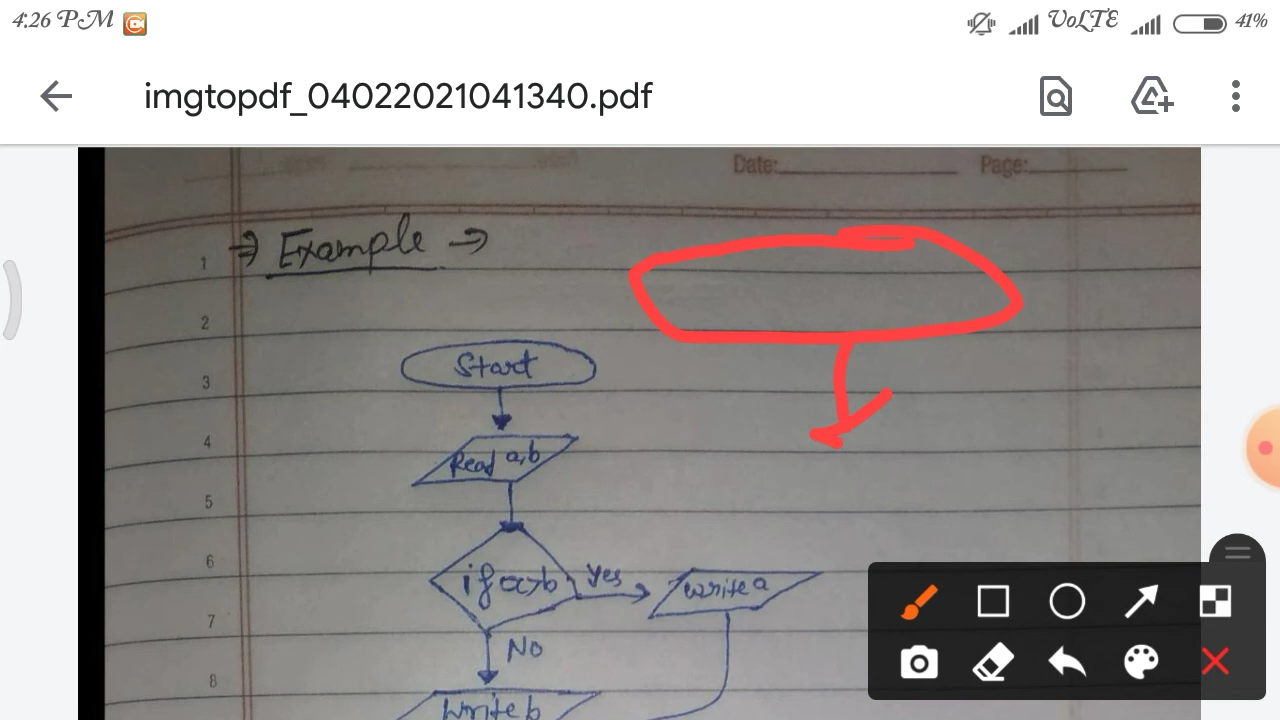 4:26 PM
VoLTE
41%
imgtopdf_04022021041340.pdf
Date:
Page:
⇒ Example →
1
2
Start
3
4
Read a,b
5
6
if a>b
Yes
Write a
7
No
8
Write b